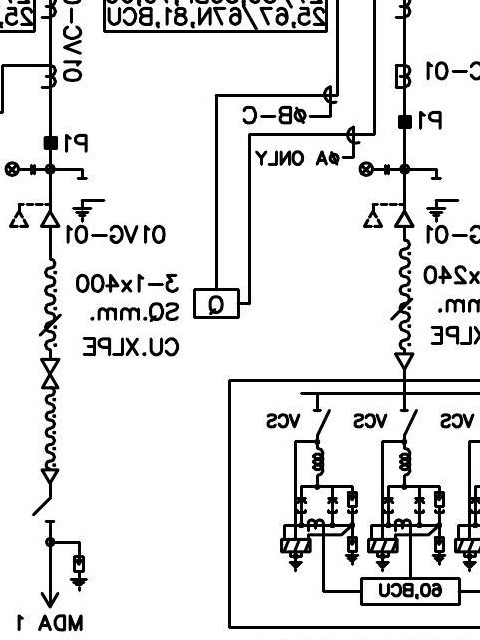 25,67/67N,81,BCU
01VC-0
C-01
P1
P1
øB-C
øA ONLY
01VG-01
G-01
3-1x400
SQ.mm.
CU.XLPE
Q
x240
mm.
XLPE
VCS
VCS
VCS
60,BCU
MDA 1